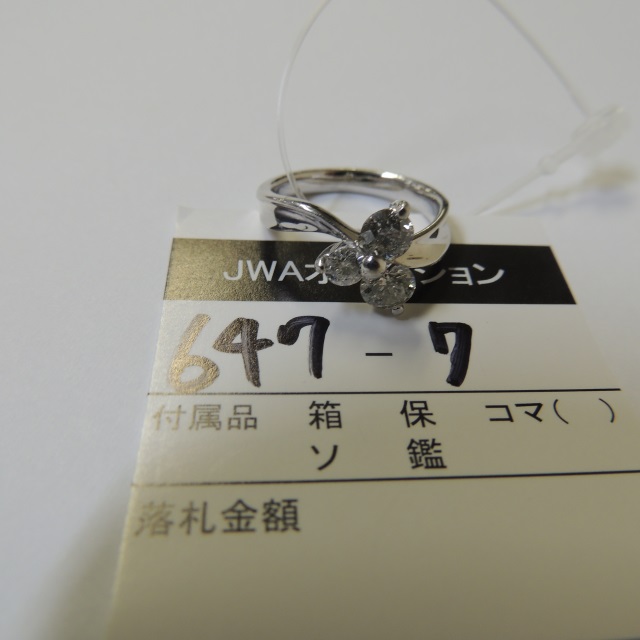 JWAオ ション
647-7
付属品 箱 保 コマ( )
ソ 鑑
落札金額